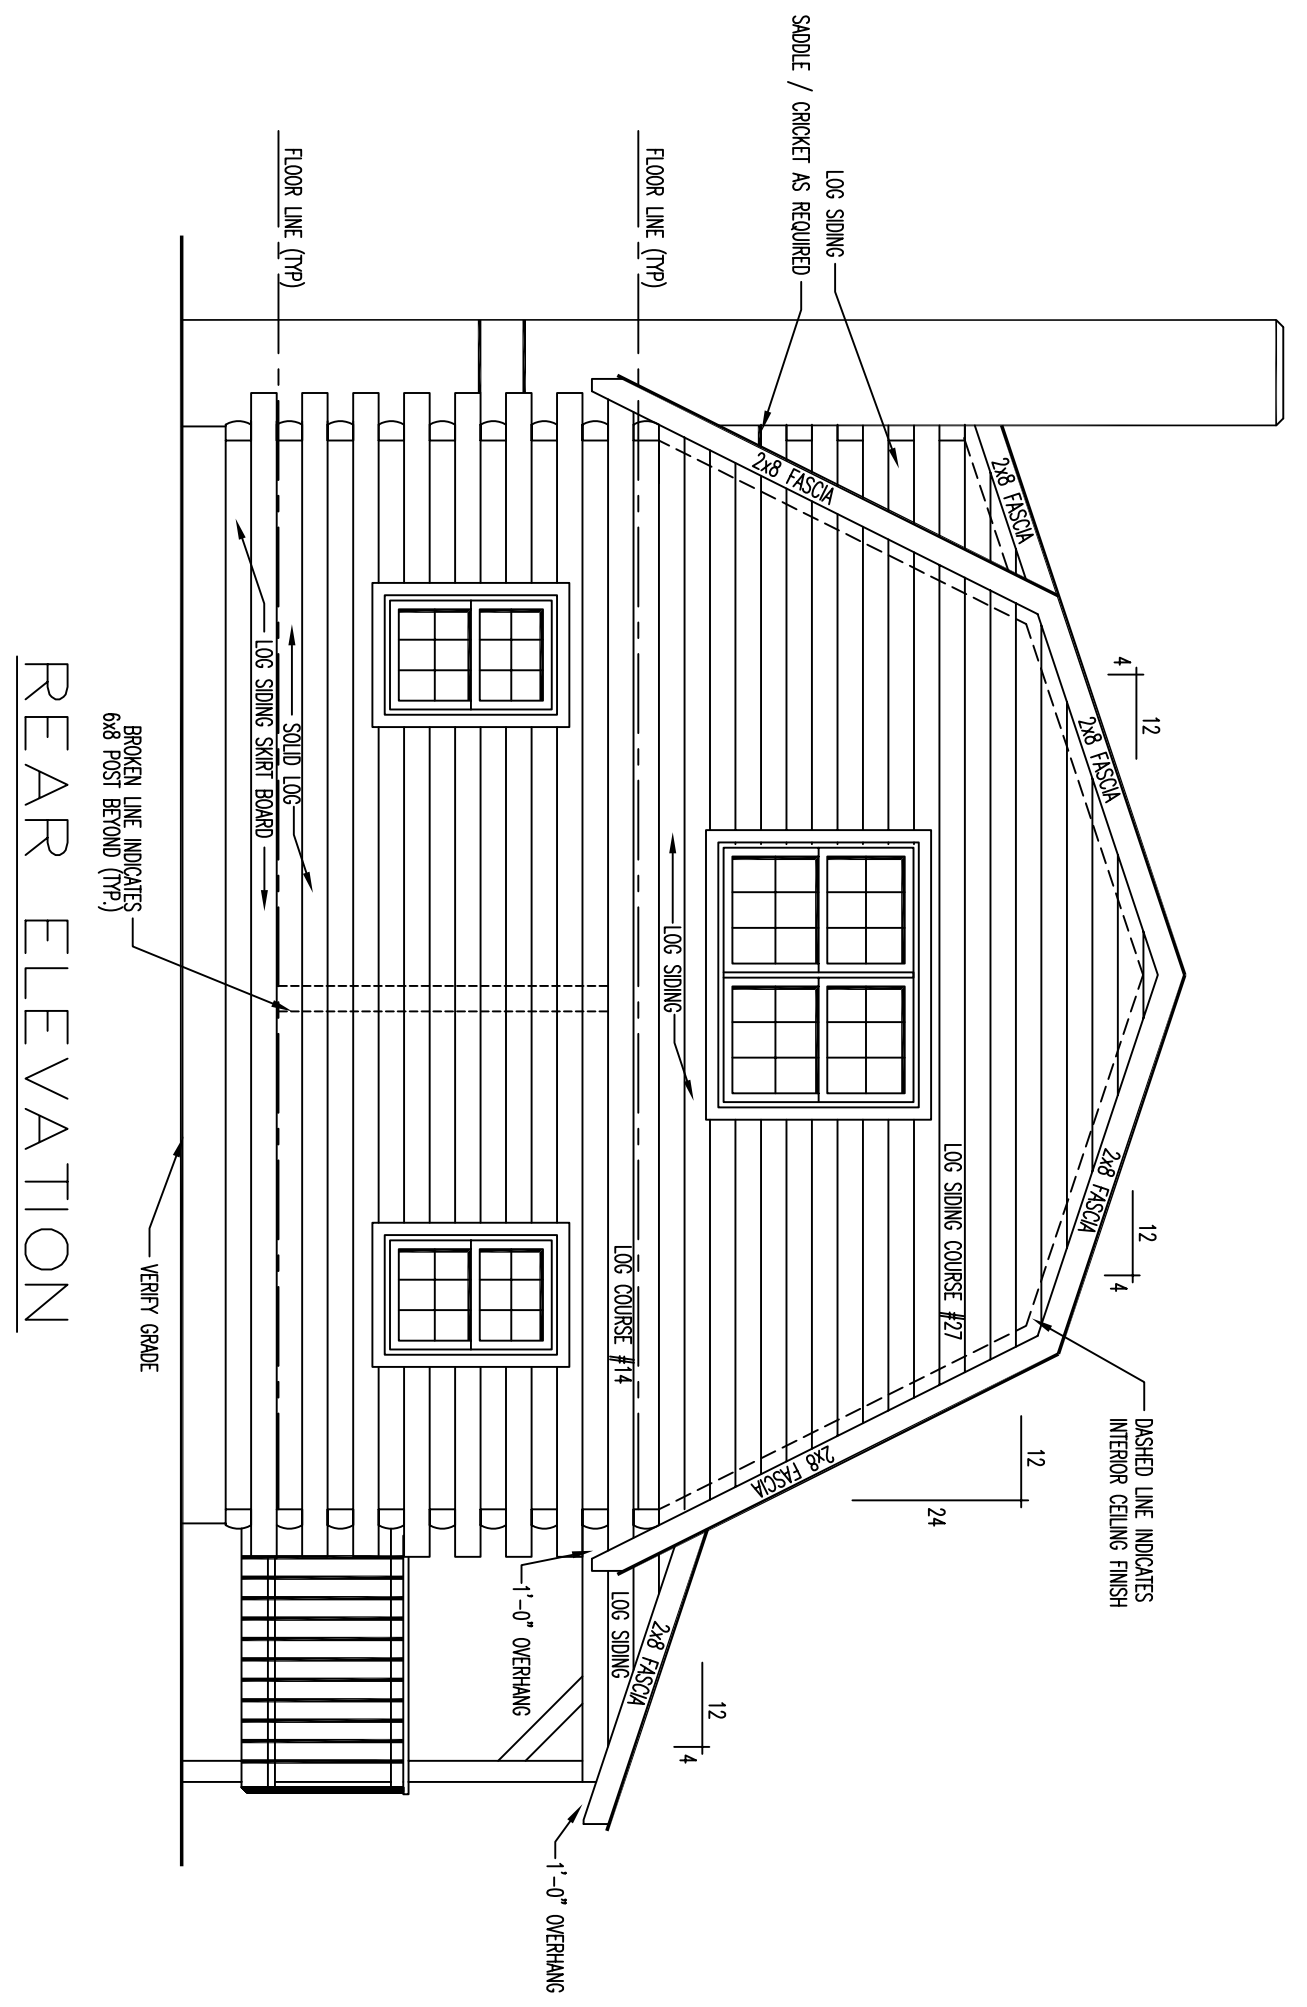 4
12
12
4
2x8 FASCIA
2x8 FASCIA
2x8 FASCIA
DASHED LINE INDICATES
INTERIOR CEILING FINISH
12
24
LOG SIDING
SADDLE / CRICKET AS REQUIRED
2x8 FASCIA
LOG SIDING COURSE #27
2x8 FASCIA
12
4
FLOOR LINE (TYP)
LOG SIDING
LOG COURSE #14
LOG SIDING
2x8 FASCIA
1'-0" OVERHANG
1'-0" OVERHANG
FLOOR LINE (TYP)
SOLID LOG
LOG SIDING SKIRT BOARD
BROKEN LINE INDICATES
6x8 POST BEYOND (TYP.)
VERIFY GRADE
REAR ELEVATION